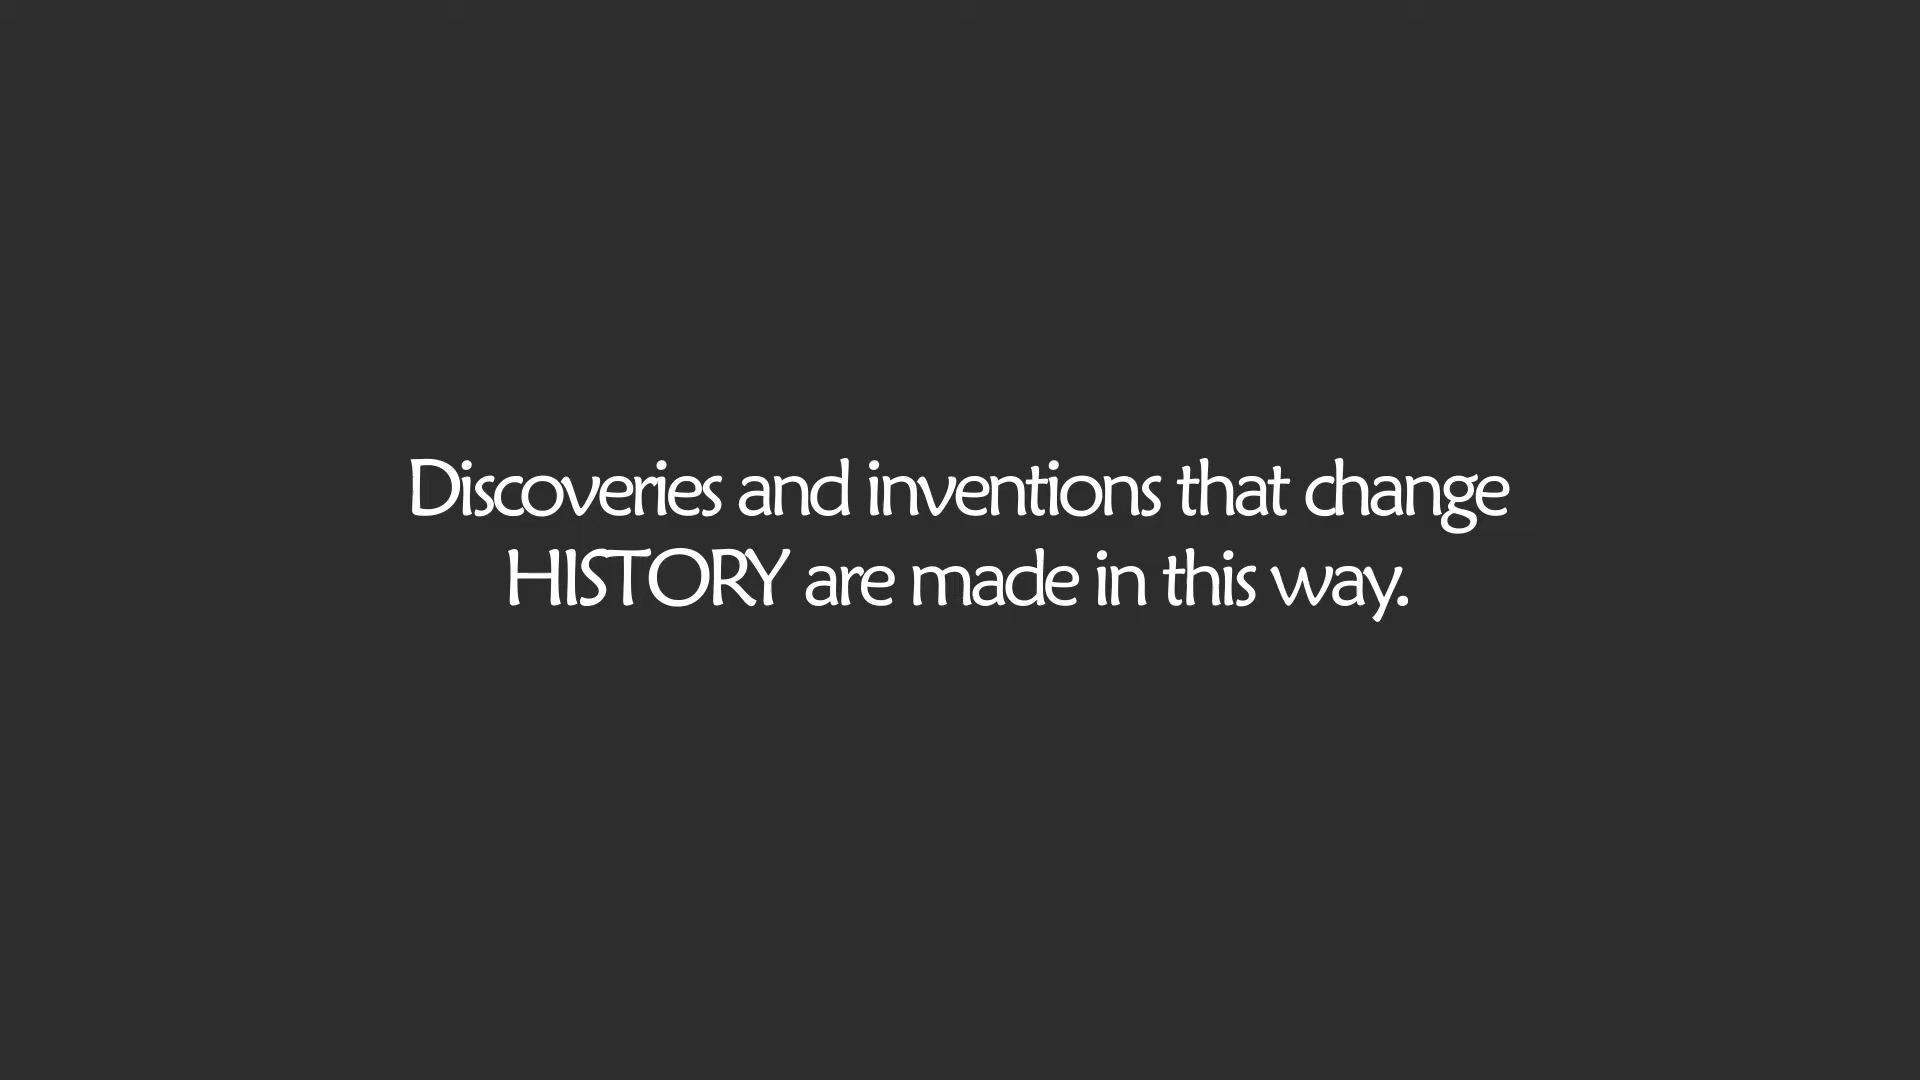 Discoveries and inventions that change
HISTORY are made in this way.